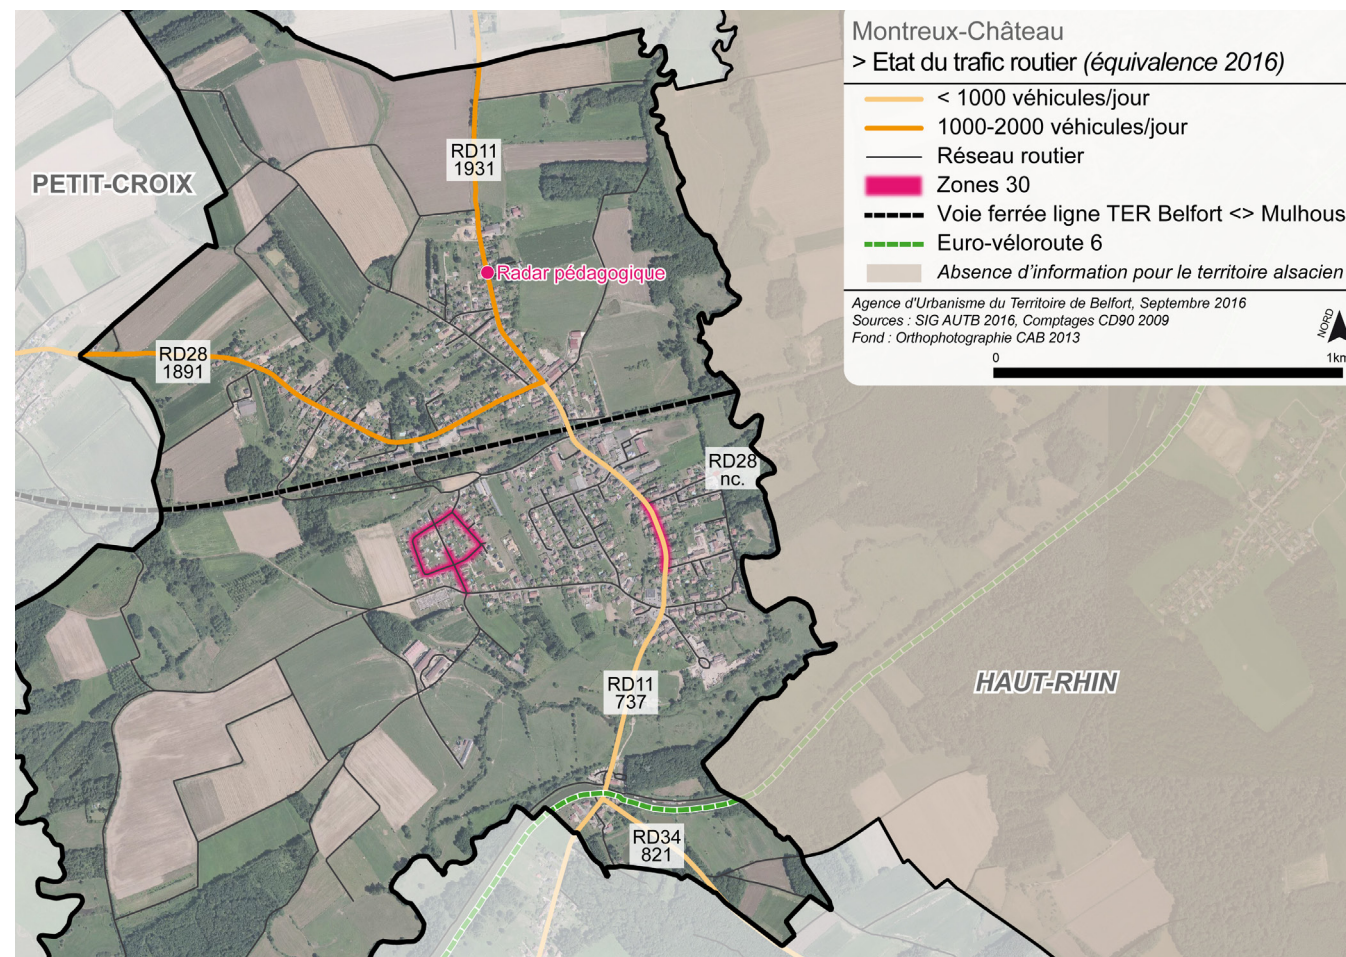 Montreux-Château
> Etat du trafic routier (équivalence 2016)
< 1000 véhicules/jour
1000-2000 véhicules/jour
Réseau routier
Zones 30
Voie ferrée ligne TER Belfort <> Mulhous
Euro-véloroute 6
Absence d'information pour le territoire alsacien
Agence d'Urbanisme du Territoire de Belfort, Septembre 2016
Sources : SIG AUTB 2016, Comptages CD90 2009
Fond : Orthophotographie CAB 2013
NORD
0 1km
RD11
1931
PETIT-CROIX
Radar pédagogique
RD28
1891
RD28
nc.
RD11
737
HAUT-RHIN
RD34
821